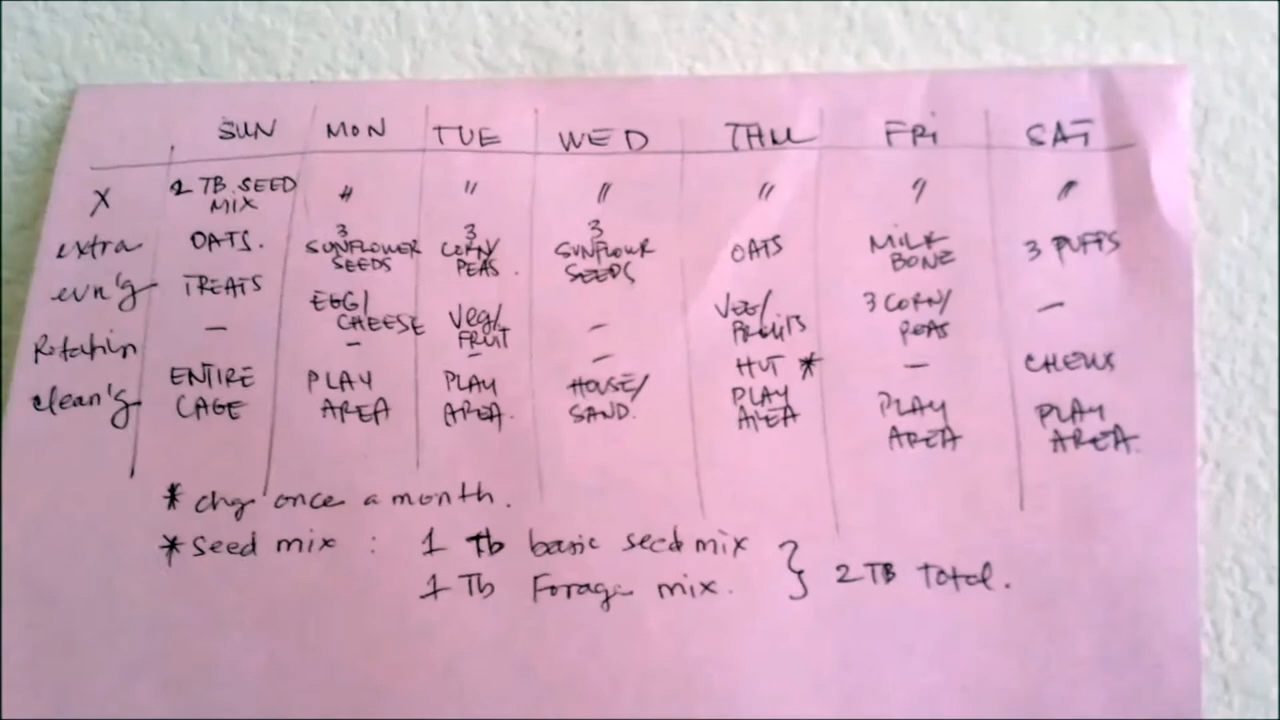 SUN MON TUE WED THU FRi SAT
X 2 TB. SEED MIX " " " " " "
extra OATS. 3 SUNFLOWER SEEDS 3 CORN/ PEAS. 3 SUNFLOUR SEEDS OATS MILK BONE 3 PUFFS
evn'g TREATS EGG/ CHEESE Veg/ FRUIT - VEG/ FRUITS 3 CORN/ PEAS -
Rotation - - - - HUT * - CHEWS
clean'g ENTIRE CAGE PLAY AREA PLAY AREA. HOUSE/ SAND. PLAY AREA PLAY AREA PLAY AREA.
* chg once a month.
* Seed mix : 1 Tb basic seed mix
1 Tb Forage mix. } 2 TB Total.